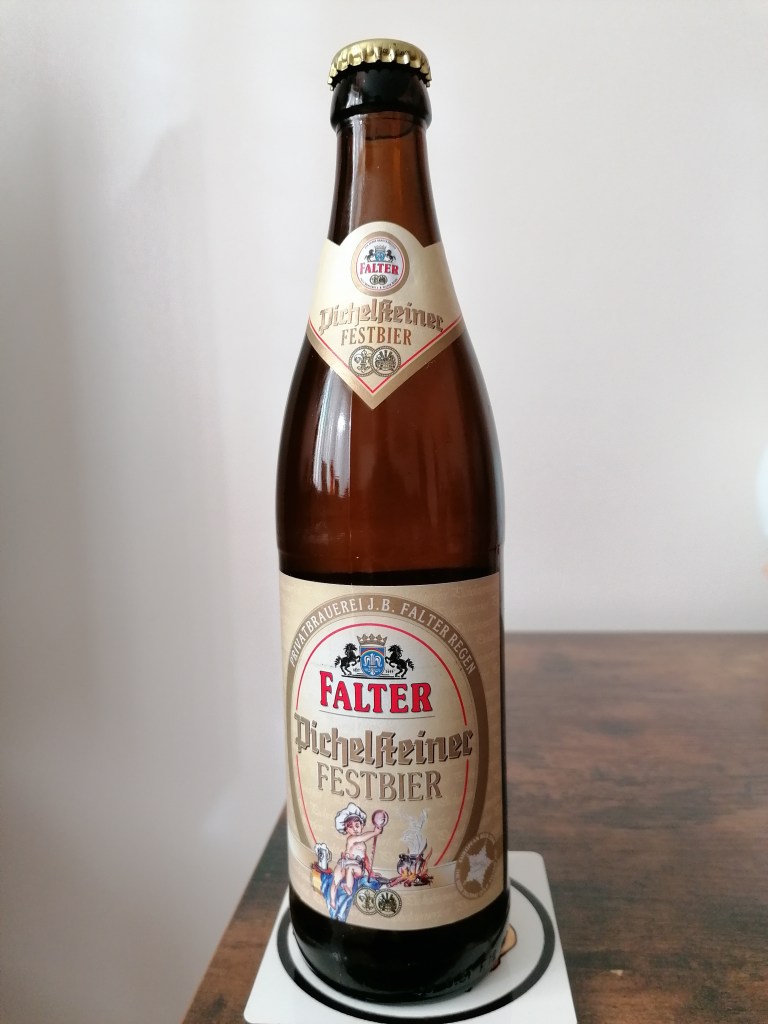 FALTER
Pichelsteiner
FESTBIER
PRIVATBRAUEREI J.B. FALTER REGEN
FALTER
Pichelsteiner
FESTBIER